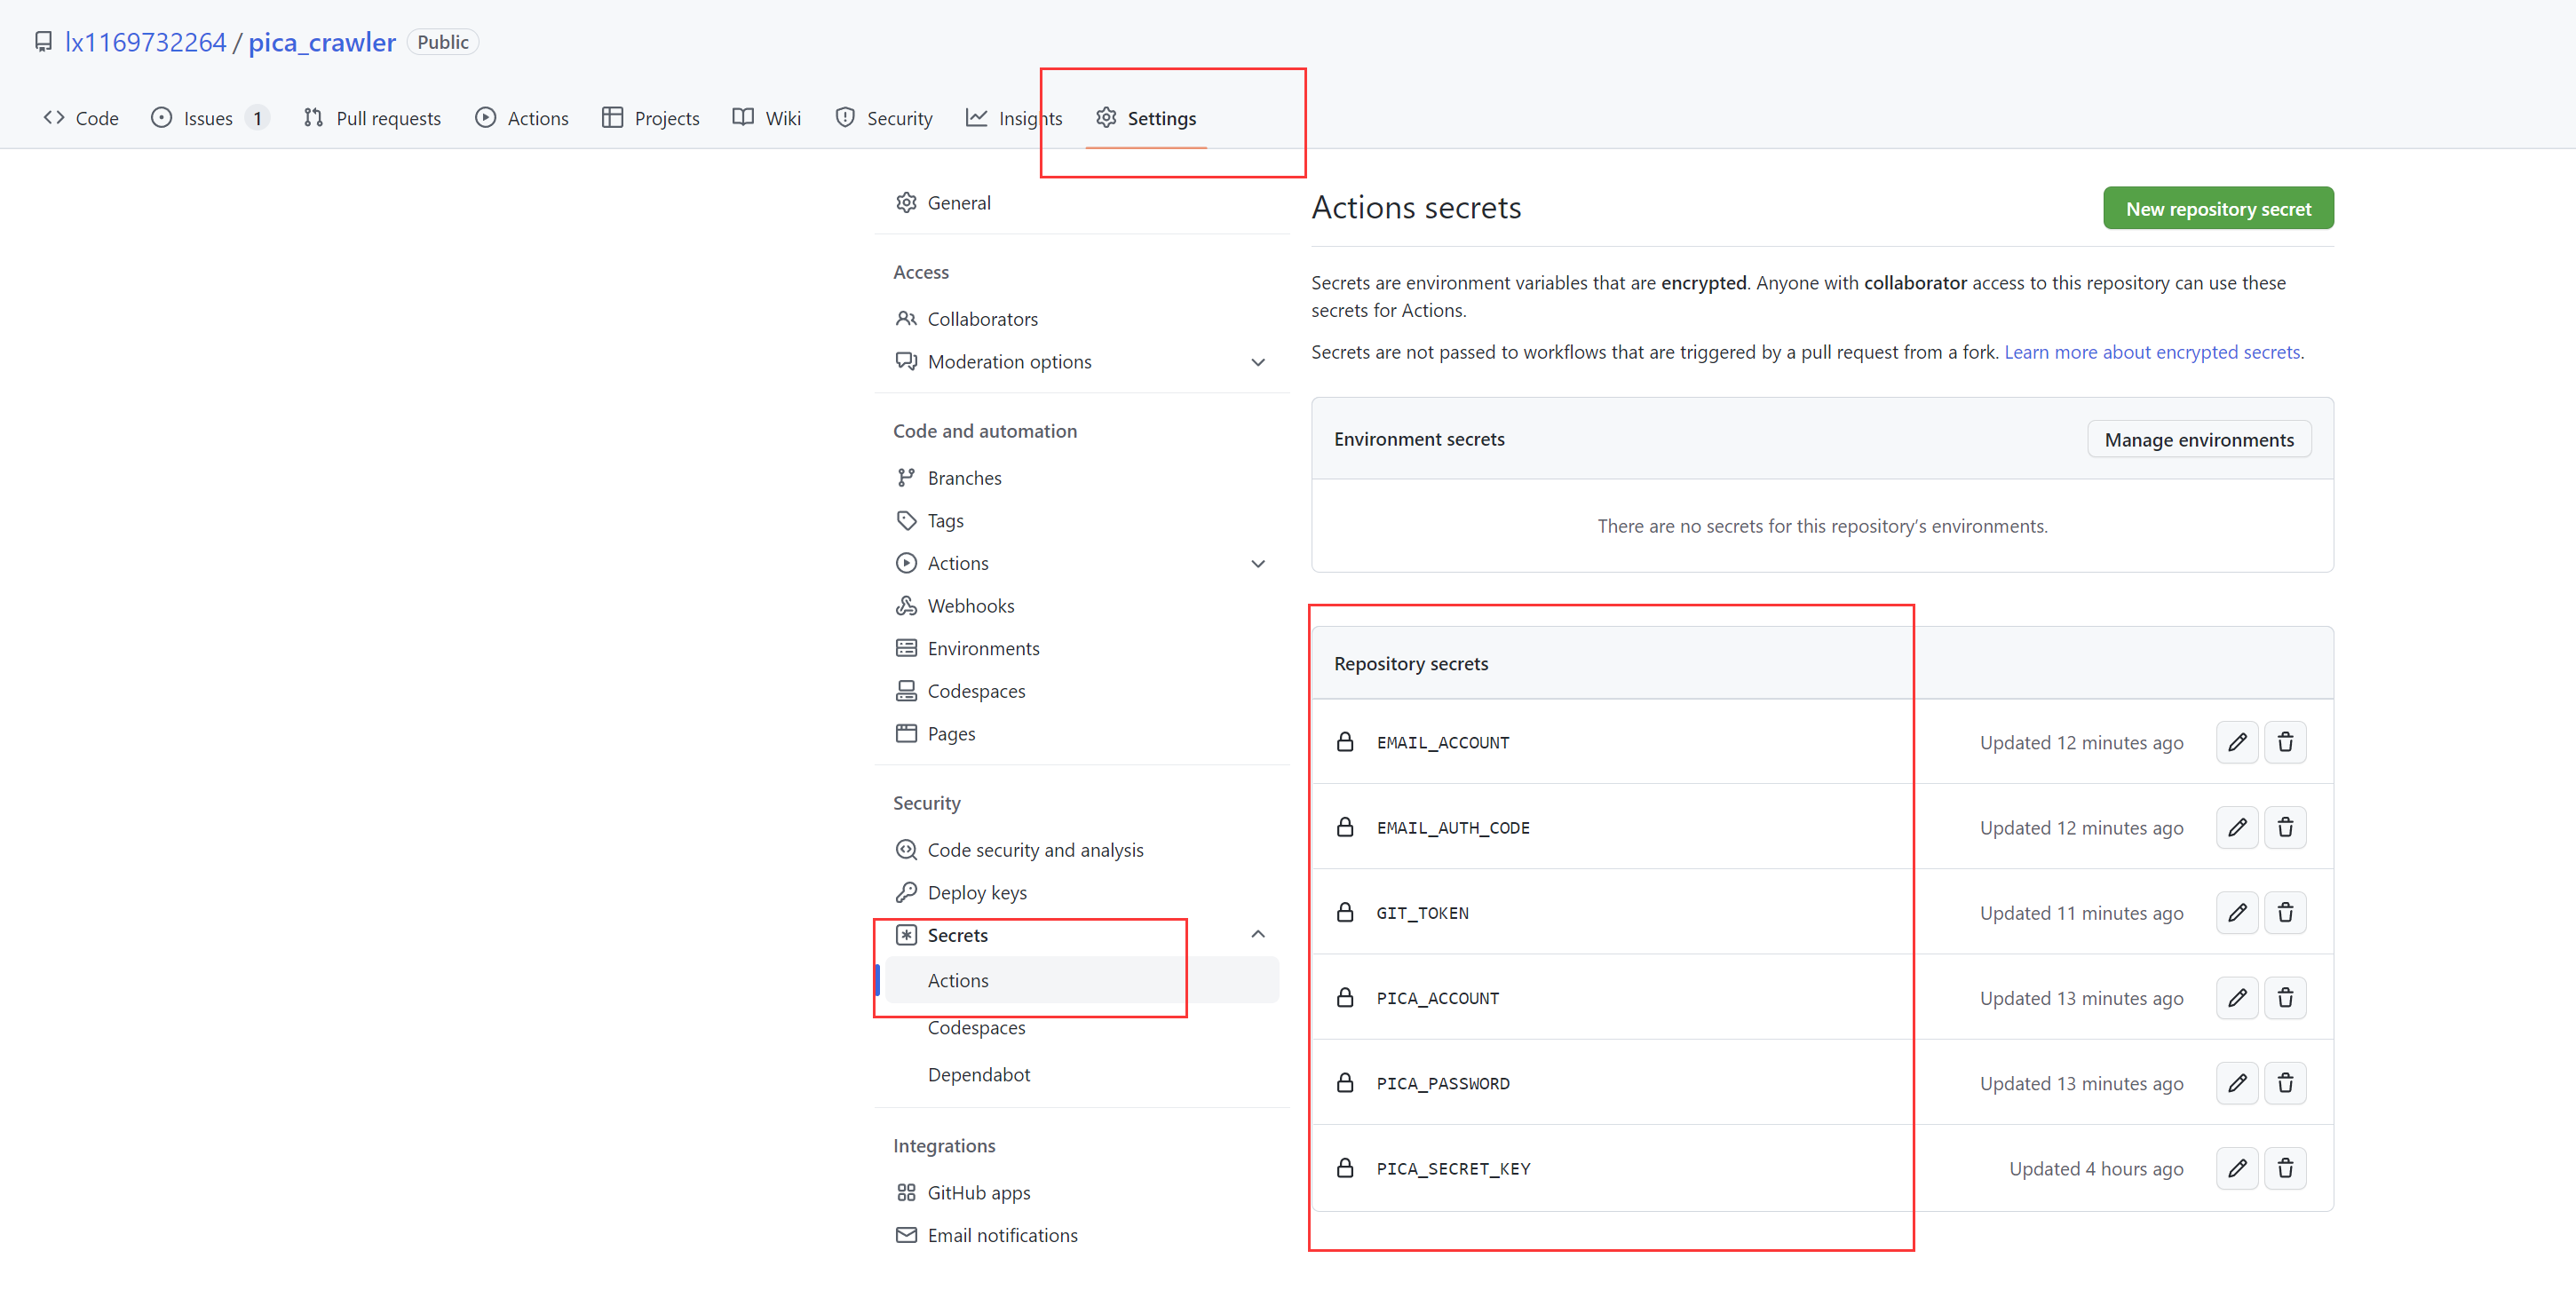 lx1169732264 / pica_crawler Public
Code Issues 1 Pull requests Actions Projects Wiki Security Insights Settings
General
Access
Collaborators
Moderation options
Code and automation
Branches
Tags
Actions
Webhooks
Environments
Codespaces
Pages
Security
Code security and analysis
Deploy keys
Secrets
Actions
Codespaces
Dependabot
Integrations
GitHub apps
Email notifications
Actions secrets
New repository secret
Secrets are environment variables that are encrypted. Anyone with collaborator access to this repository can use these
secrets for Actions.
Secrets are not passed to workflows that are triggered by a pull request from a fork. Learn more about encrypted secrets.
Environment secrets
Manage environments
There are no secrets for this repository’s environments.
Repository secrets
EMAIL_ACCOUNT Updated 12 minutes ago
EMAIL_AUTH_CODE Updated 12 minutes ago
GIT_TOKEN Updated 11 minutes ago
PICA_ACCOUNT Updated 13 minutes ago
PICA_PASSWORD Updated 13 minutes ago
PICA_SECRET_KEY Updated 4 hours ago